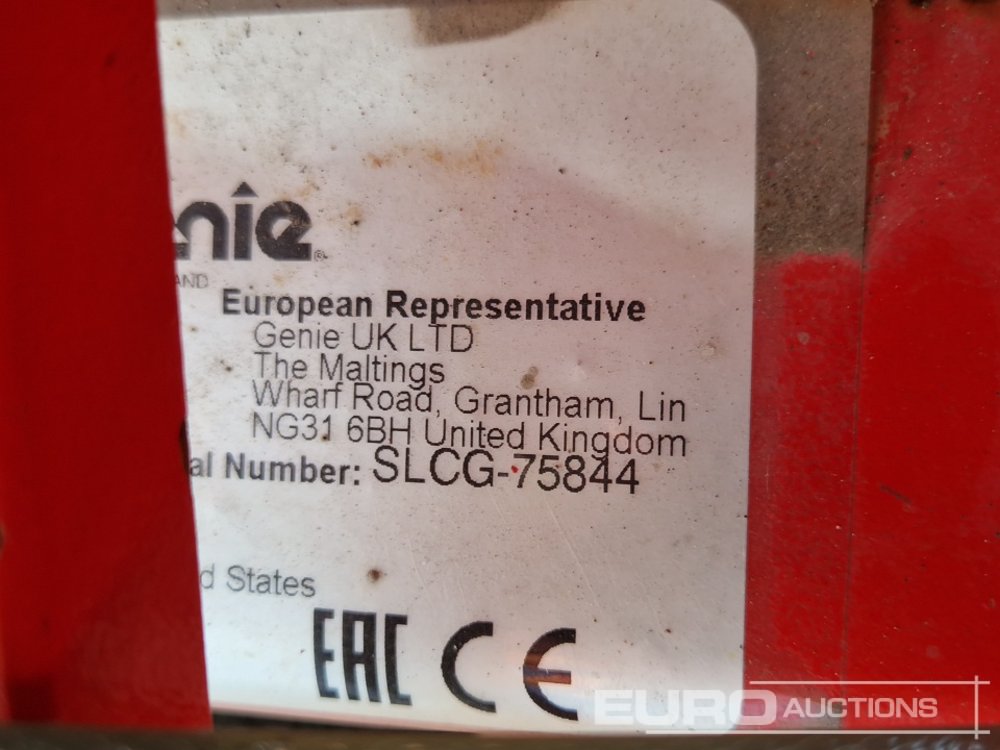 nie®
AND
European Representative
Genie UK LTD
The Maltings
Wharf Road, Grantham, Lin
NG31 6BH United Kingdom
al Number: SLCG-75844
d States
EAC CE
EURO AUCTIONS